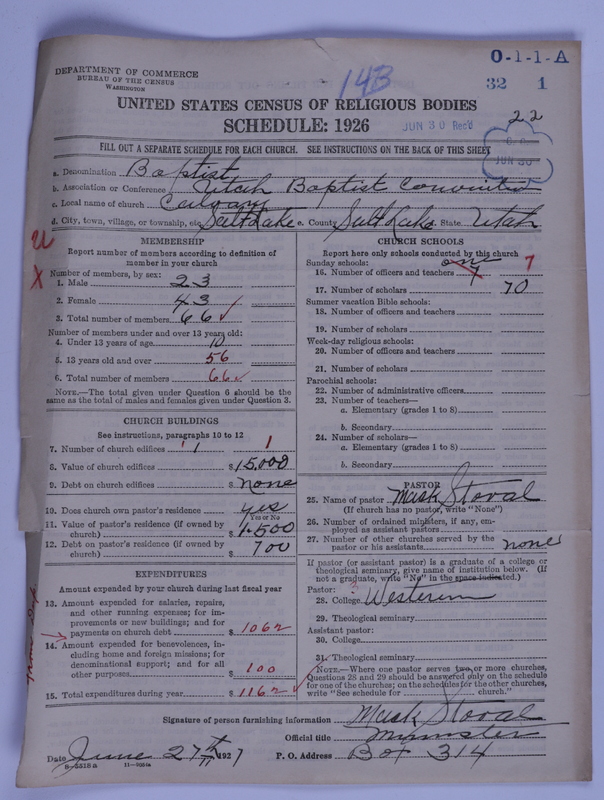 O-1-1-A
DEPARTMENT OF COMMERCE
BUREAU OF THE CENSUS
WASHINGTON
14B
32 1
UNITED STATES CENSUS OF RELIGIOUS BODIES
SCHEDULE: 1926
JUN 30 Rec'd
22
JUN 30
FILL OUT A SEPARATE SCHEDULE FOR EACH CHURCH. SEE INSTRUCTIONS ON THE BACK OF THIS SHEET
a. Denomination Baptist
b. Association or Conference Utah Baptist Convention
c. Local name of church Calvary
d. City, town, village, or township, etc. Salt Lake e. County Salt Lake d. State Utah
MEMBERSHIP
Report number of members according to definition of
member in your church
Number of members, by sex:
1. Male 23
2. Female 43
3. Total number of members 66 ✓
Number of members under and over 13 years old:
4. Under 13 years of age 10
5. 13 years old and over 56
6. Total number of members 66 ✓
NOTE.—The total given under Question 6 should be the
same as the total of males and females given under Question 3.
CHURCH BUILDINGS
See instructions, paragraphs 10 to 12
7. Number of church edifices 1 1
8. Value of church edifices $15,000
9. Debt on church edifices $none
10. Does church own pastor's residence yes
Yes or No
11. Value of pastor's residence (if owned by
church) $1,500
12. Debt on pastor's residence (if owned by
church) $700
EXPENDITURES
Amount expended by your church during last fiscal year
13. Amount expended for salaries, repairs,
and other running expenses; for im-
provements or new buildings; and for
payments on church debt $1062
14. Amount expended for benevolences, in-
cluding home and foreign missions; for
denominational support; and for all
other purposes $100
15. Total expenditures during year $1162 ✓
CHURCH SCHOOLS
Report here only schools conducted by this church
Sunday schools: one 7
16. Number of officers and teachers 7
17. Number of scholars 70
Summer vacation Bible schools:
18. Number of officers and teachers
19. Number of scholars
Week-day religious schools:
20. Number of officers and teachers
21. Number of scholars
Parochial schools:
22. Number of administrative officers
23. Number of teachers—
a. Elementary (grades 1 to 8)
b. Secondary
24. Number of scholars—
a. Elementary (grades 1 to 8)
b. Secondary
PASTOR
25. Name of pastor Mark Stoval
(If church has no pastor, write "None")
26. Number of ordained ministers, if any, em-
ployed as assistant pastors
27. Number of other churches served by the
pastor or his assistants none
If pastor (or assistant pastor) is a graduate of a college or
theological seminary, give name of institution below. (If
not a graduate, write "No" in the space indicated.)
Pastor:
28. College Western
29. Theological seminary
Assistant pastor:
30. College
31. Theological seminary
NOTE.—Where one pastor serves two or more churches,
Questions 28 and 29 should be answered only on the schedule
for one of the churches; on the schedules for the other churches,
write "See schedule for church."
Signature of person furnishing information Mark Stoval
Official title Minister
Date June 27th 1927 P. O. Address Box 314
8-5518a 11-9051a